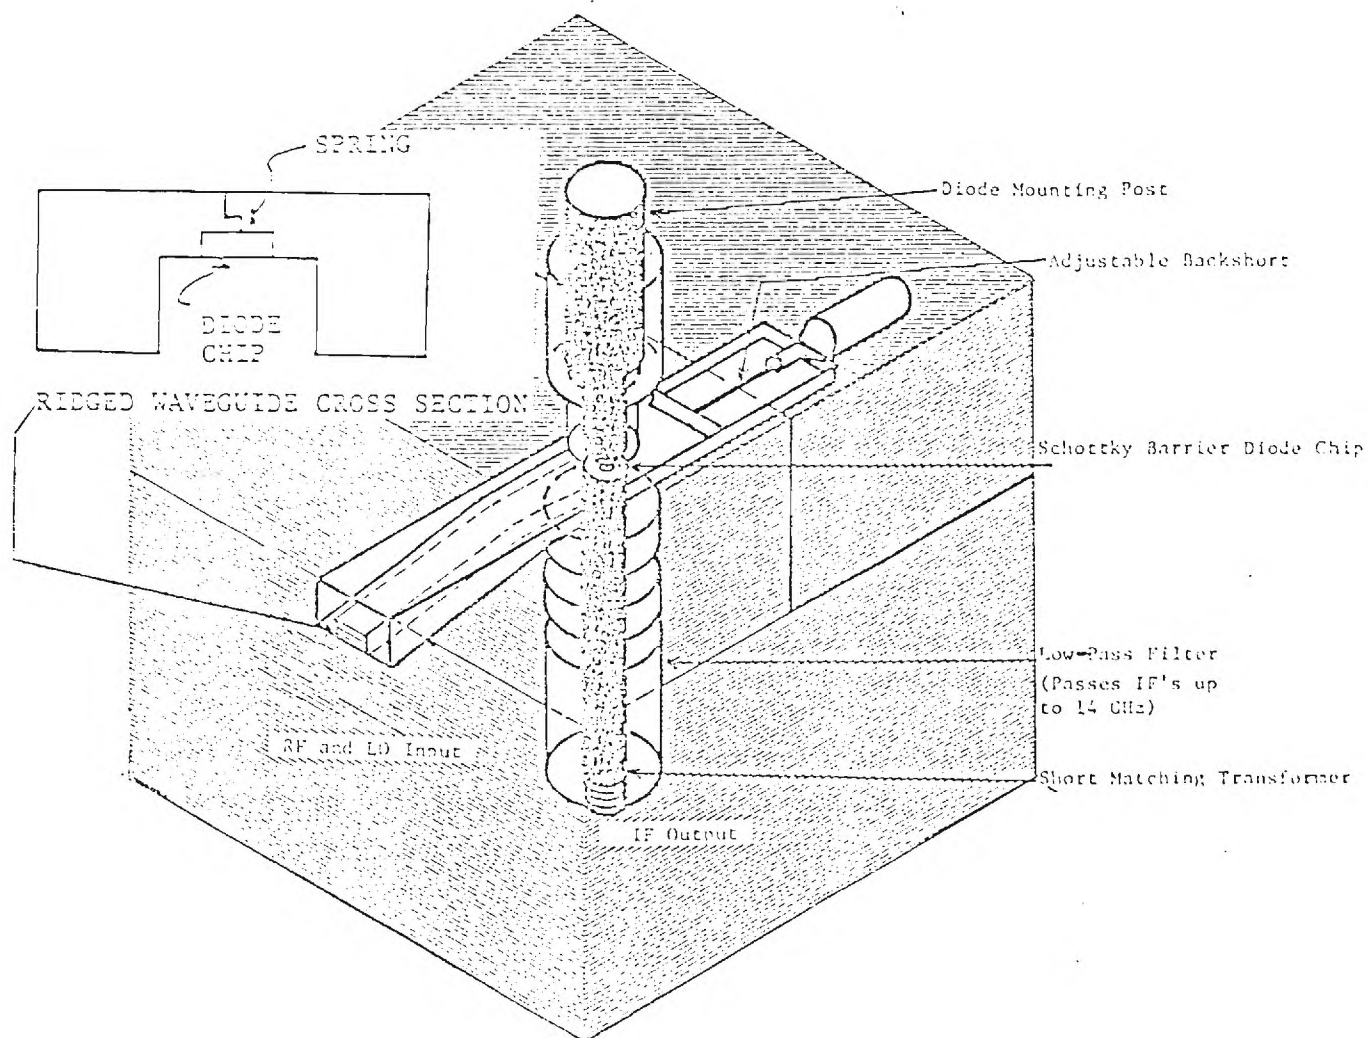 SPRING
DIODE
CHIP
RIDGED WAVEGUIDE CROSS SECTION
Diode Mounting Post
Adjustable Backshort
Schottky Barrier Diode Chip
Low-Pass Filter
(Passes IF's up
to 14 GHz)
RF and LO Input
Short Matching Transformer
IF Output